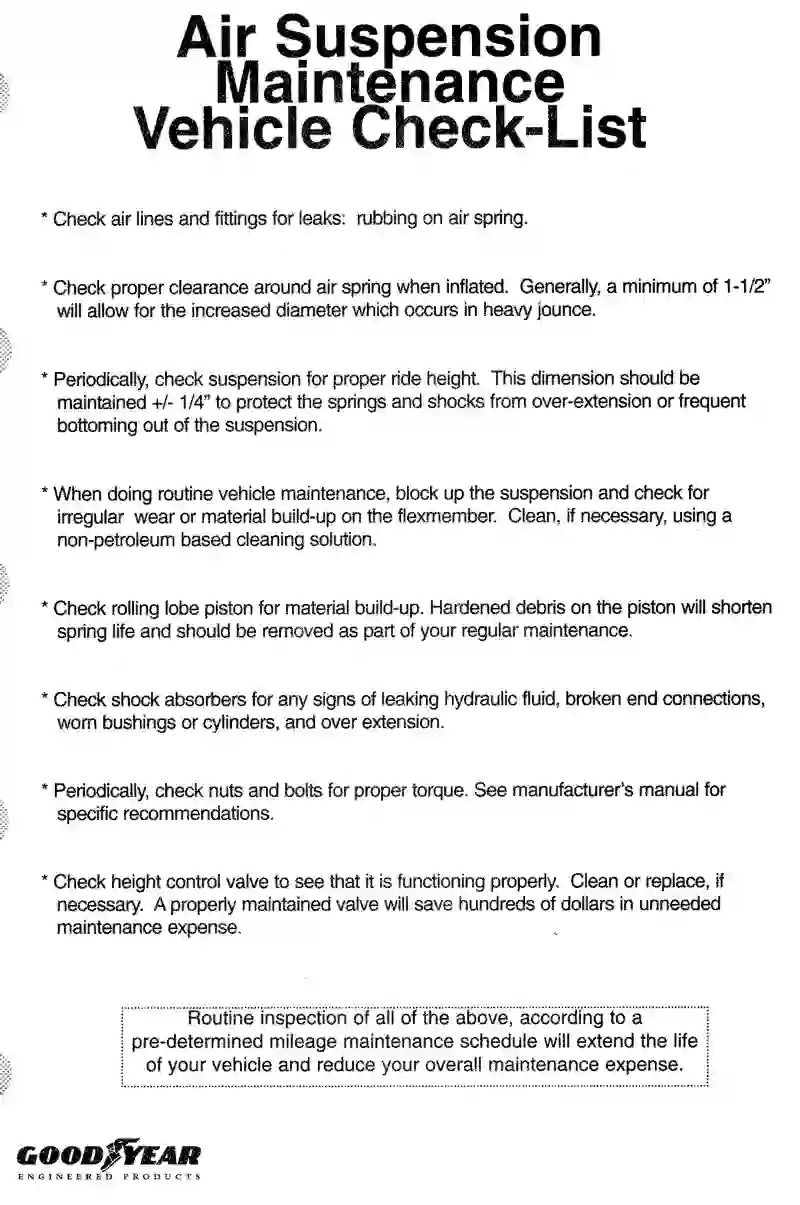 Air Suspension
Maintenance
Vehicle Check-List
* Check air lines and fittings for leaks:  rubbing on air spring.
* Check proper clearance around air spring when inflated.  Generally, a minimum of 1-1/2”
will allow for the increased diameter which occurs in heavy jounce.
* Periodically, check suspension for proper ride height.  This dimension should be
maintained +/- 1/4” to protect the springs and shocks from over-extension or frequent
bottoming out of the suspension.
* When doing routine vehicle maintenance, block up the suspension and check for
irregular  wear or material build-up on the flexmember.  Clean, if necessary, using a
non-petroleum based cleaning solution.
* Check rolling lobe piston for material build-up. Hardened debris on the piston will shorten
spring life and should be removed as part of your regular maintenance.
* Check shock absorbers for any signs of leaking hydraulic fluid, broken end connections,
worn bushings or cylinders, and over extension.
* Periodically, check nuts and bolts for proper torque. See manufacturer’s manual for
specific recommendations.
* Check height control valve to see that it is functioning properly.  Clean or replace, if
necessary.  A properly maintained valve will save hundreds of dollars in unneeded
maintenance expense.
Routine inspection of all of the above, according to a
pre-determined mileage maintenance schedule will extend the life
of your vehicle and reduce your overall maintenance expense.
GOODYEAR
ENGINEERED PRODUCTS